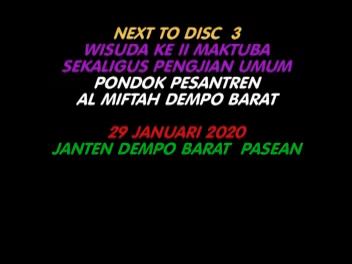 NEXT TO DISC 3
WISUDA KE II MAKTUBA
SEKALIGUS PENGJIAN UMUM
PONDOK PESANTREN
AL MIFTAH DEMPO BARAT
29 JANUARI 2020
JANTEN DEMPO BARAT PASEAN